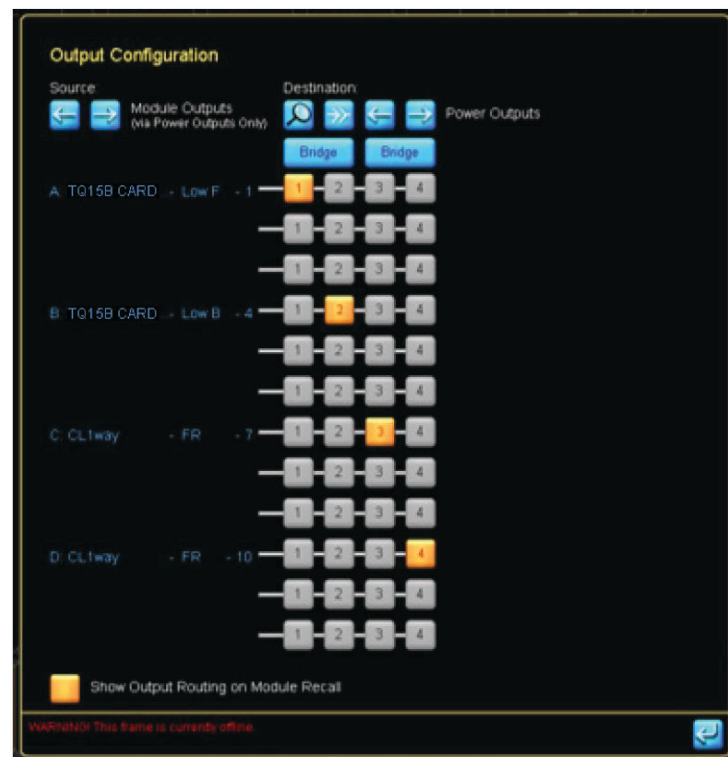 Output Configuration
Source: Destination:
Module Outputs
(via Power Outputs Only) Power Outputs
Bridge Bridge
A: TQ15B CARD - Low F - 1 1 2 3 4
1 2 3 4
1 2 3 4
B: TQ15B CARD - Low B - 4 1 2 3 4
1 2 3 4
1 2 3 4
C: CL1way - FR - 7 1 2 3 4
1 2 3 4
1 2 3 4
D: CL1way - FR - 10 1 2 3 4
1 2 3 4
1 2 3 4
Show Output Routing on Module Recall
WARNING! This frame is currently offline.